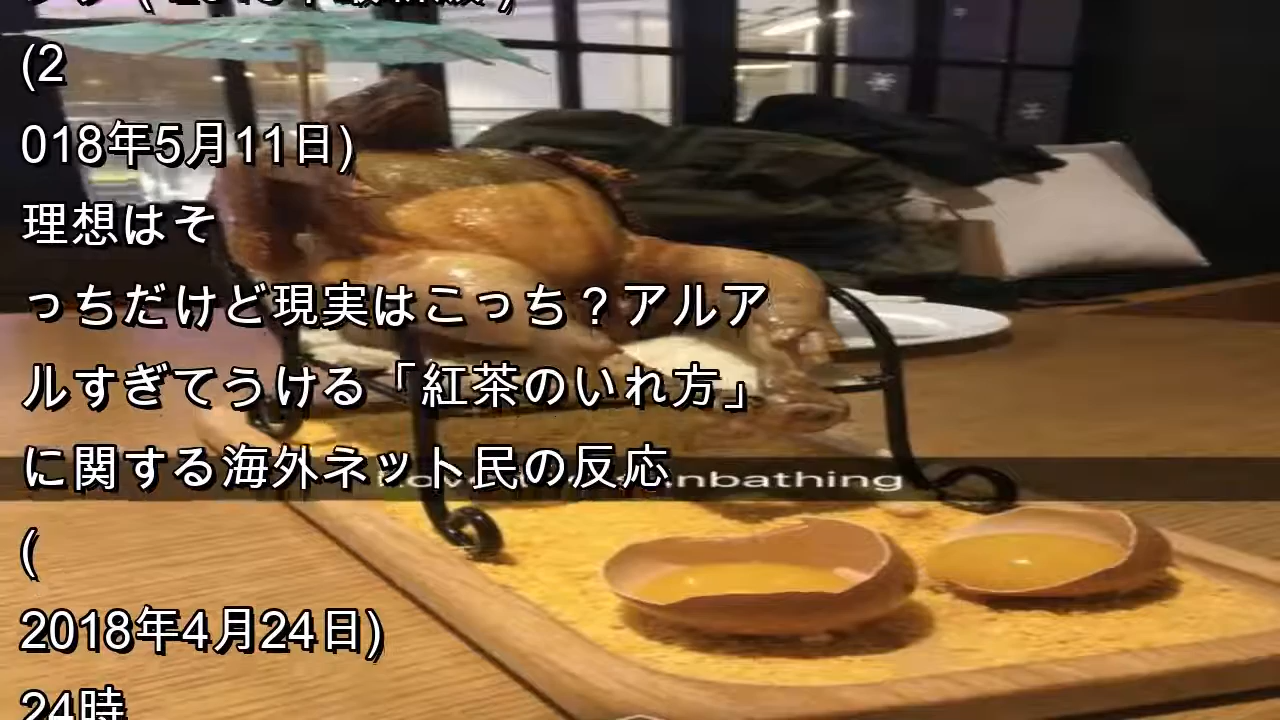 (2
018年5月11日)
理想はそ
っちだけど現実はこっち？アルア
ルすぎてうける「紅茶のいれ方」
に関する海外ネット民の反応
nbathing
(
2018年4月24日)
24時